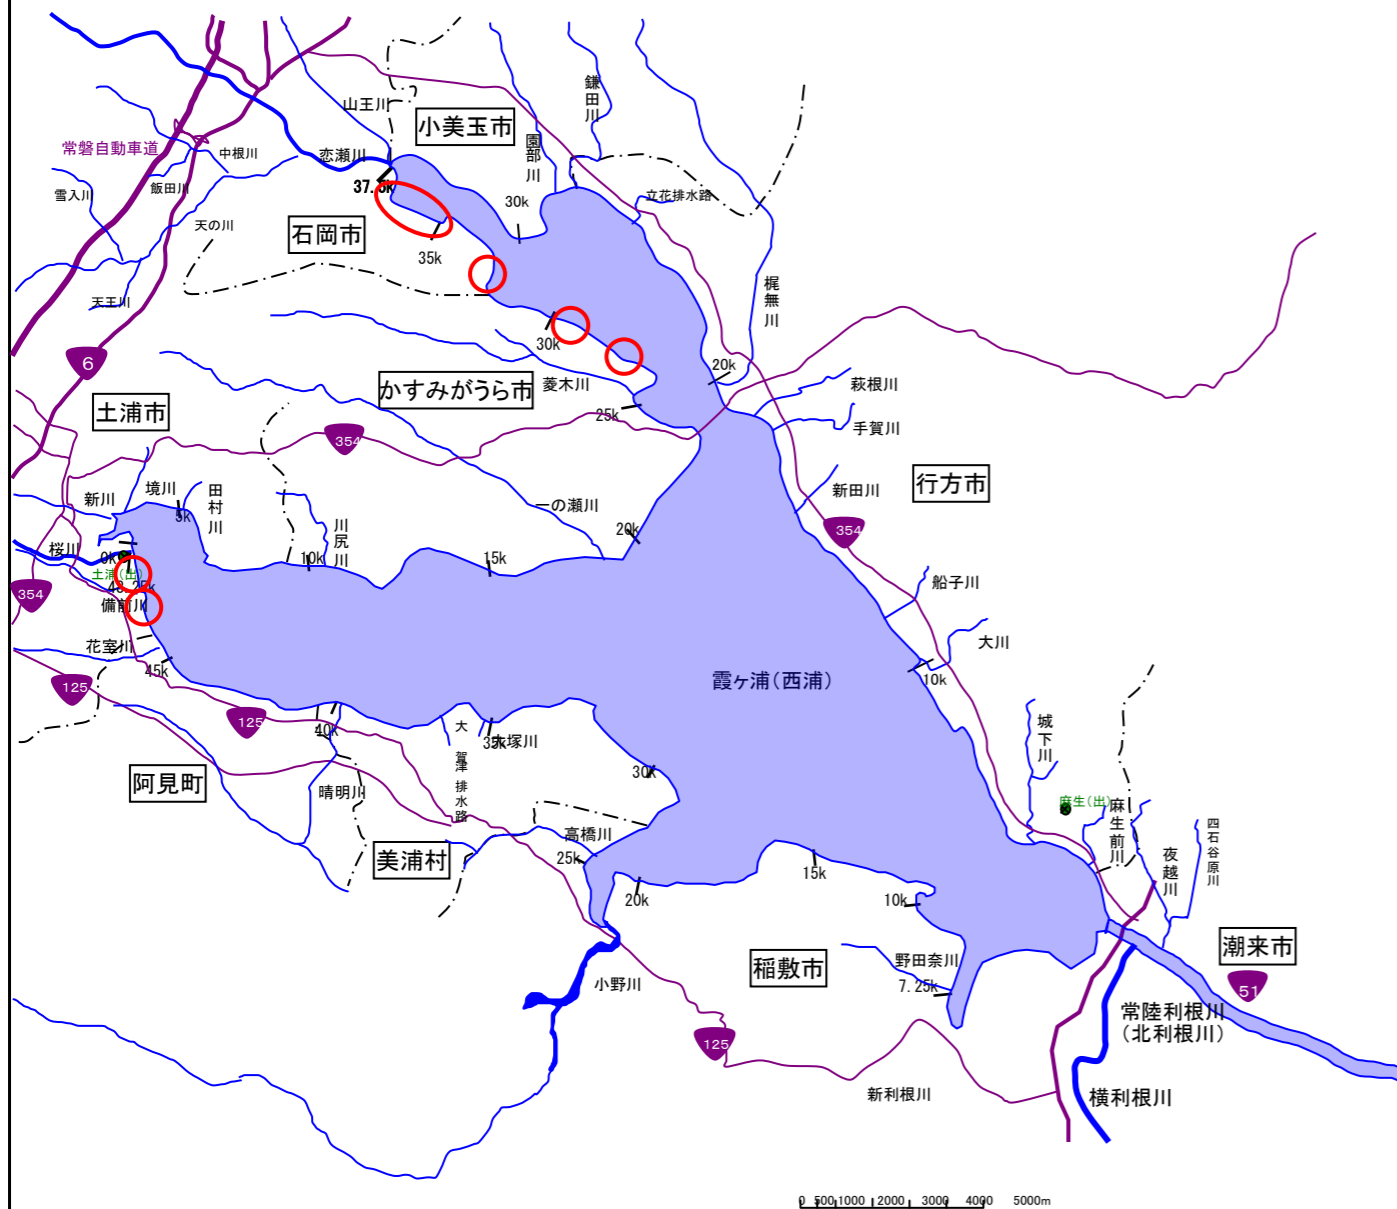 鎌田川
山王川
小美玉市
園部川
常磐自動車道
中根川
恋瀬川
37.5k
飯田川
雪入川
立花排水路
30k
天の川
石岡市
35k
梶無川
天王川
30k
6
20k
菱木川
萩根川
かすみがうら市
土浦市
25k
手賀川
354
行方市
新田川
境川
田村川
新川
5k
一の瀬川
川尻川
20k
354
桜川
0k
10k
15k
土浦(出)
43.25k
船子川
354
備前川
花室川
大川
45k
霞ヶ浦(西浦)
10k
125
125
40k
大賀津排水路
35k
大塚川
城下川
30k
阿見町
晴明川
麻生(出)
麻生前川
四石谷原川
高橋川
美浦村
25k
15k
夜越川
20k
10k
潮来市
稲敷市
野田奈川
小野川
7.25k
51
常陸利根川
(北利根川)
125
新利根川
横利根川
0 500 1000 2000 3000 4000 5000m